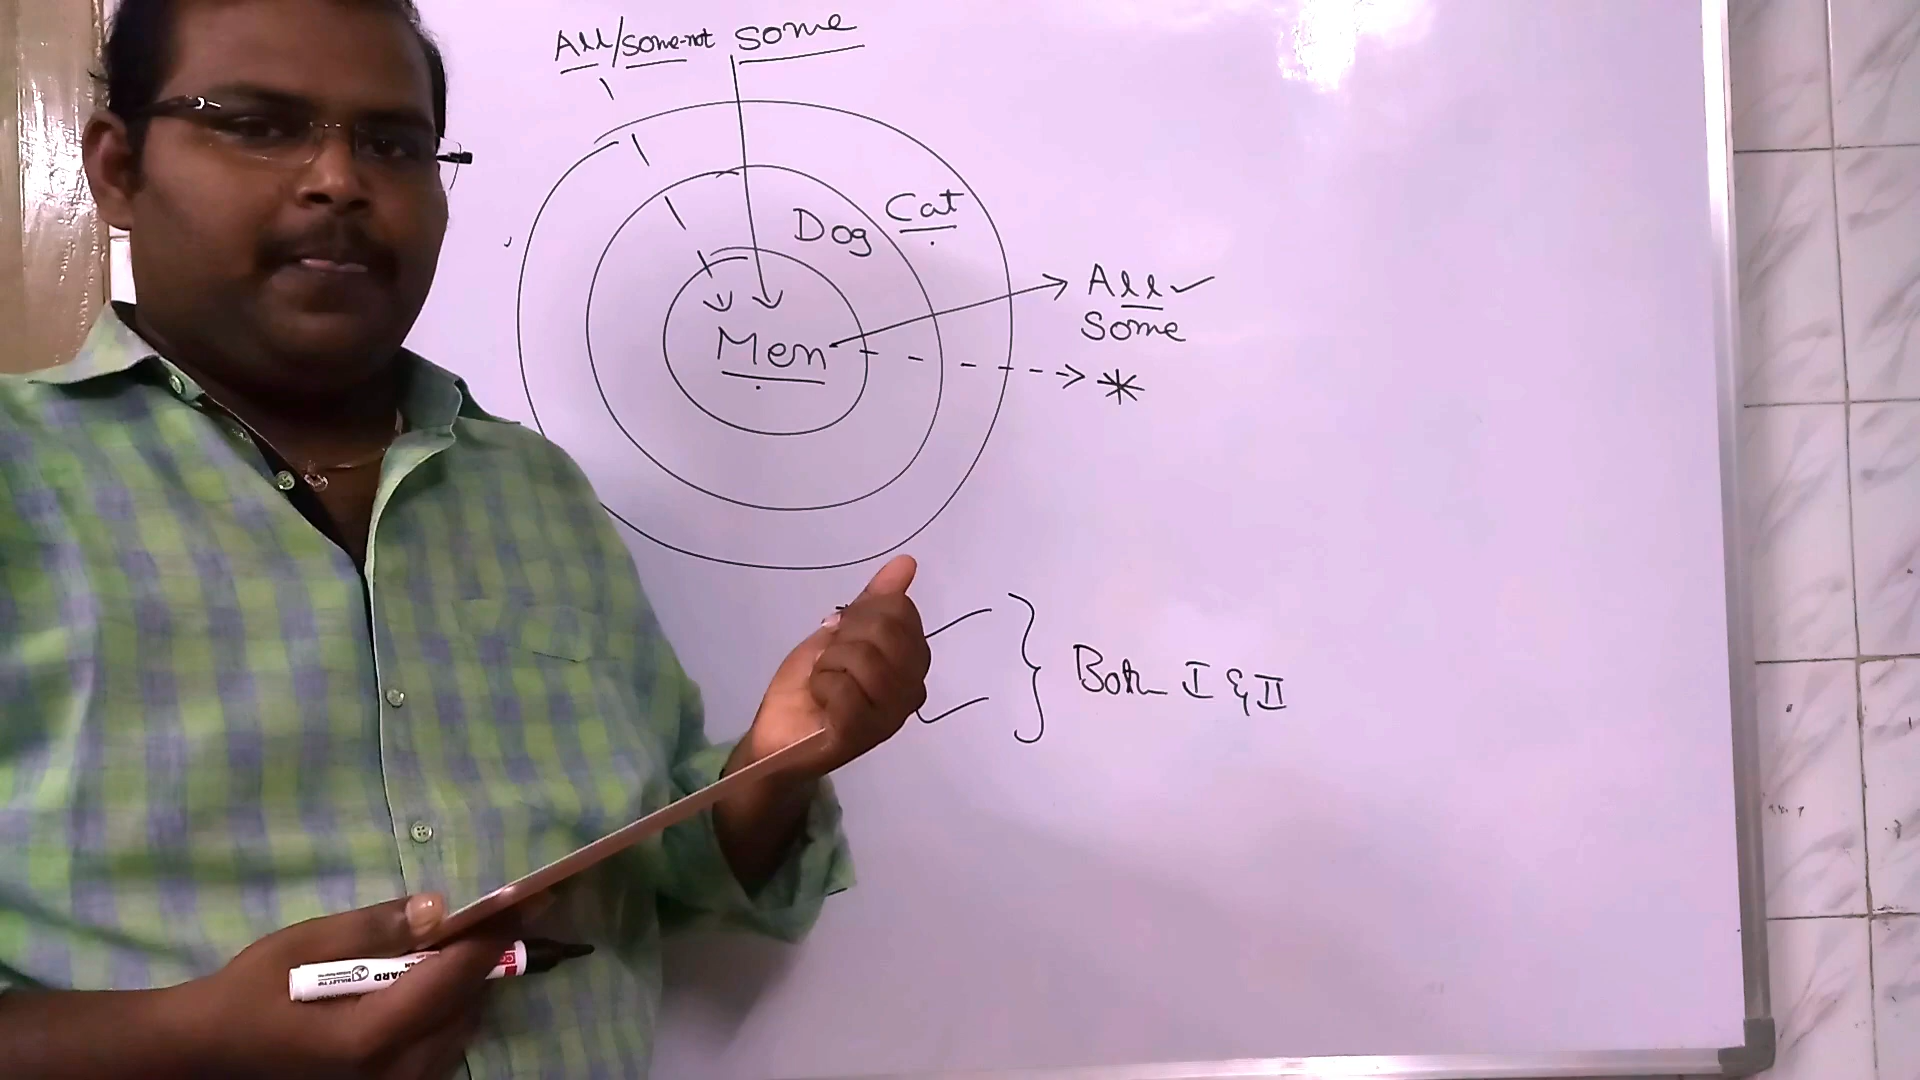 All/some-not some
Dog Cat
Men
All ✓
Some
*
Both I & II